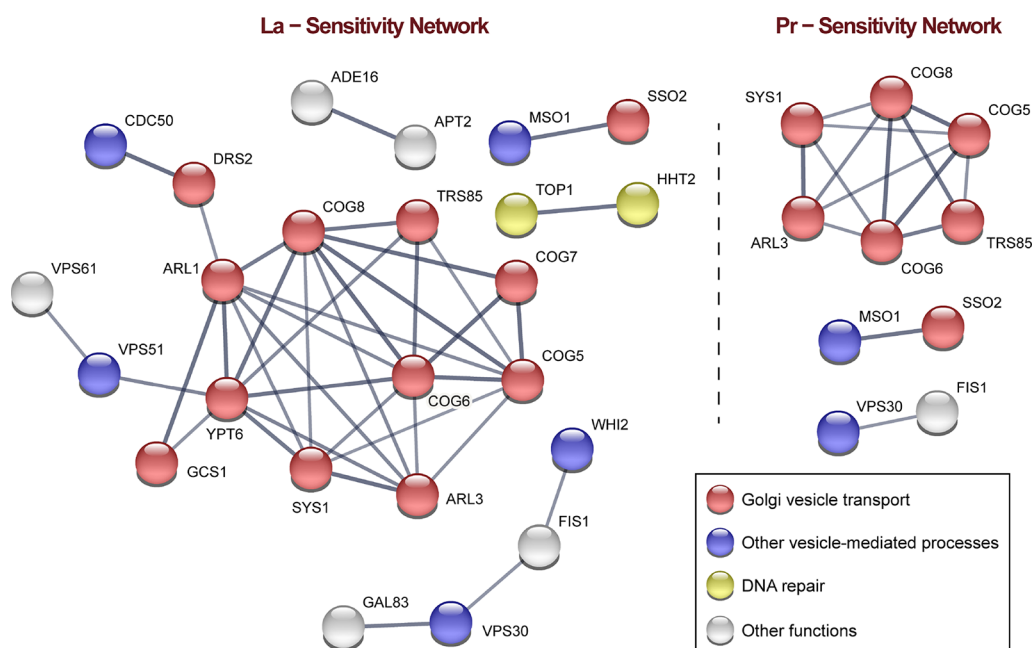 La – Sensitivity Network
Pr – Sensitivity Network
ADE16
APT2
MSO1
SSO2
CDC50
DRS2
TOP1
HHT2
COG8
TRS85
ARL1
COG7
VPS61
VPS51
COG5
COG6
YPT6
GCS1
SYS1
ARL3
WHI2
FIS1
GAL83
VPS30
COG8
SYS1
COG5
ARL3
TRS85
COG6
MSO1
SSO2
VPS30
FIS1
Golgi vesicle transport
Other vesicle-mediated processes
DNA repair
Other functions